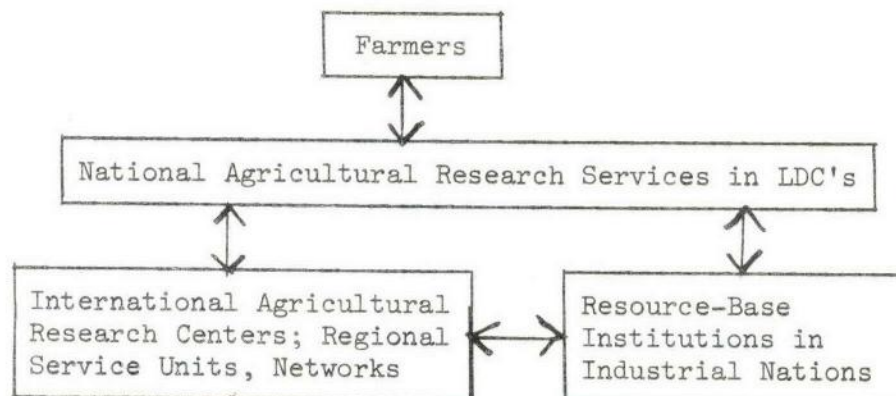 Farmers
National Agricultural Research Services in LDC's
International Agricultural
Research Centers; Regional
Service Units, Networks
Resource-Base
Institutions in
Industrial Nations